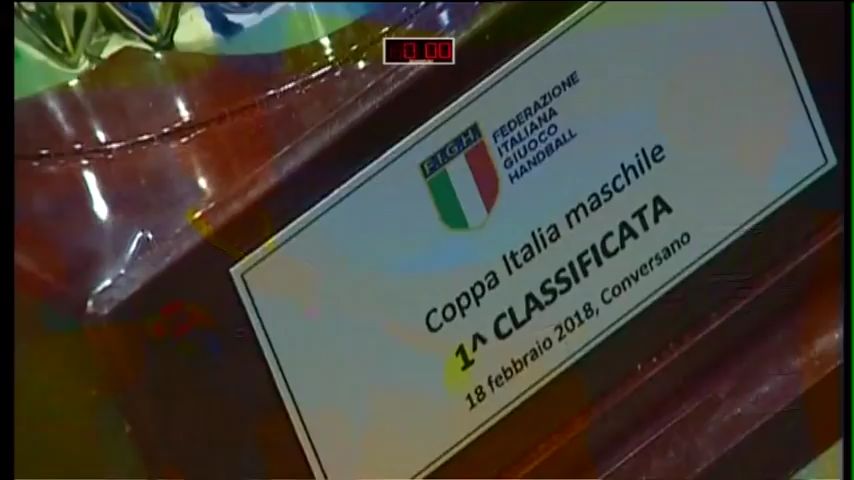 0 00
F.I.G.H.
FEDERAZIONE
ITALIANA
GIUOCO
HANDBALL
Coppa Italia maschile
1^ CLASSIFICATA
18 febbraio 2018, Conversano